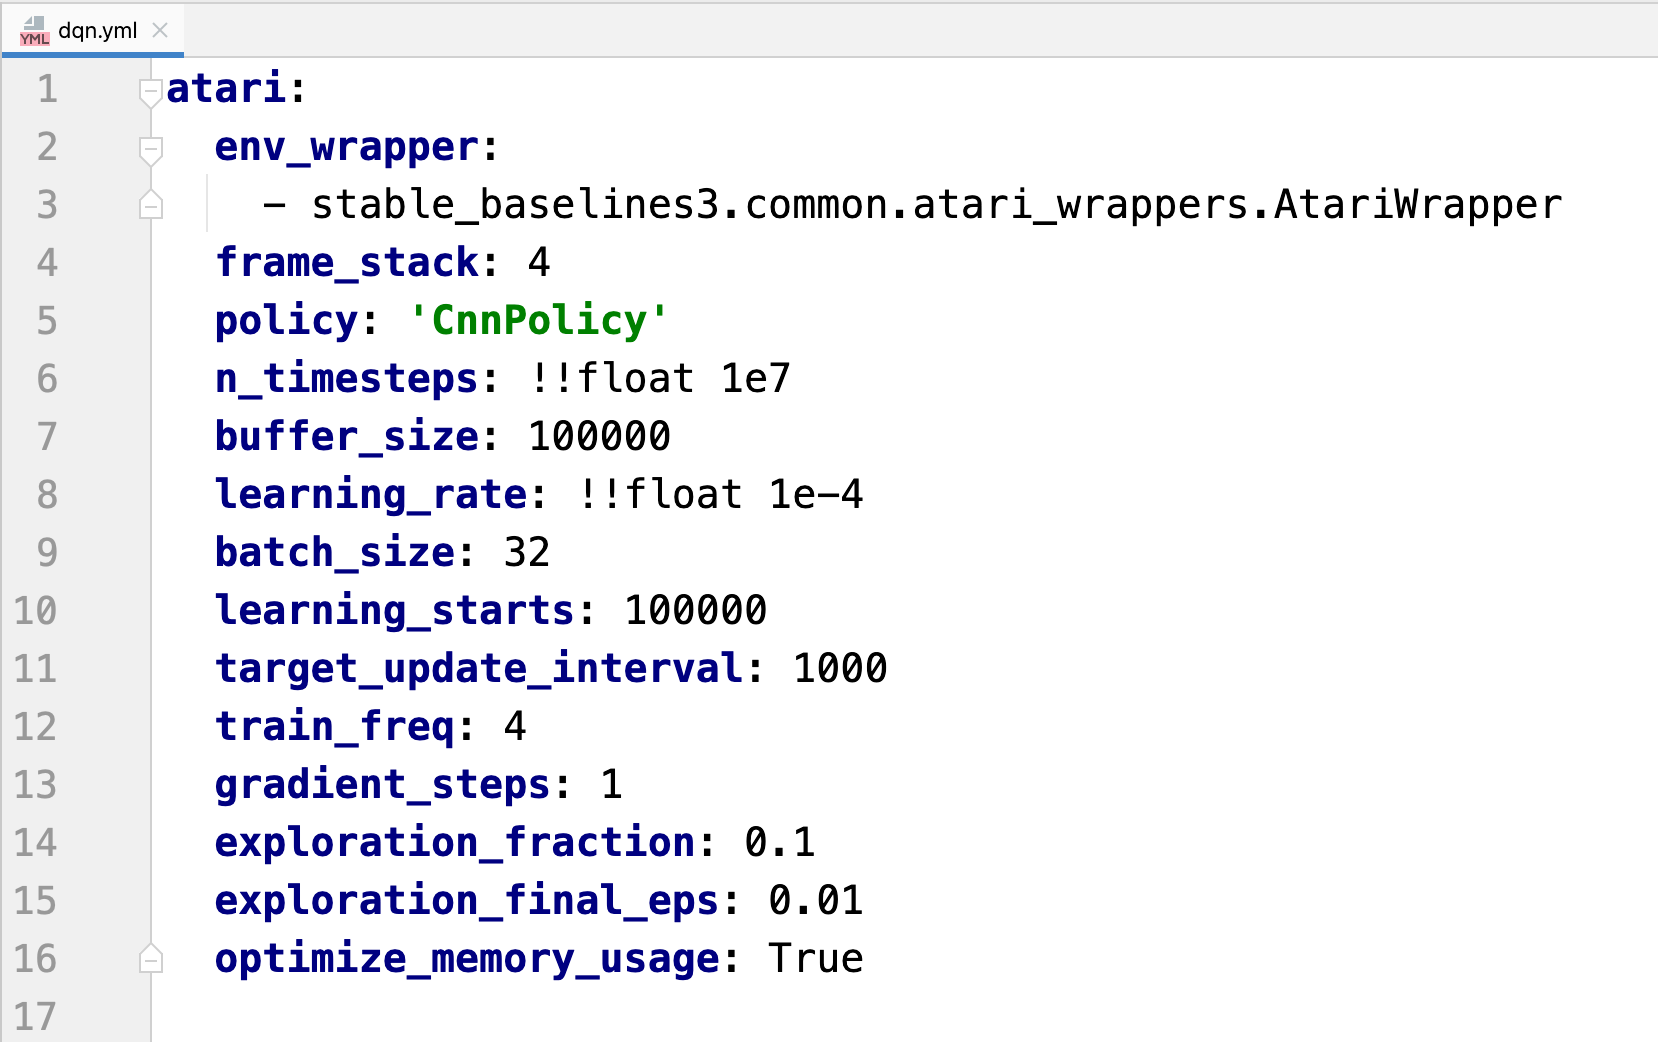 YML dqn.yml
1 atari:
2 env_wrapper:
3 - stable_baselines3.common.atari_wrappers.AtariWrapper
4 frame_stack: 4
5 policy: 'CnnPolicy'
6 n_timesteps: !!float 1e7
7 buffer_size: 100000
8 learning_rate: !!float 1e-4
9 batch_size: 32
10 learning_starts: 100000
11 target_update_interval: 1000
12 train_freq: 4
13 gradient_steps: 1
14 exploration_fraction: 0.1
15 exploration_final_eps: 0.01
16 optimize_memory_usage: True
17